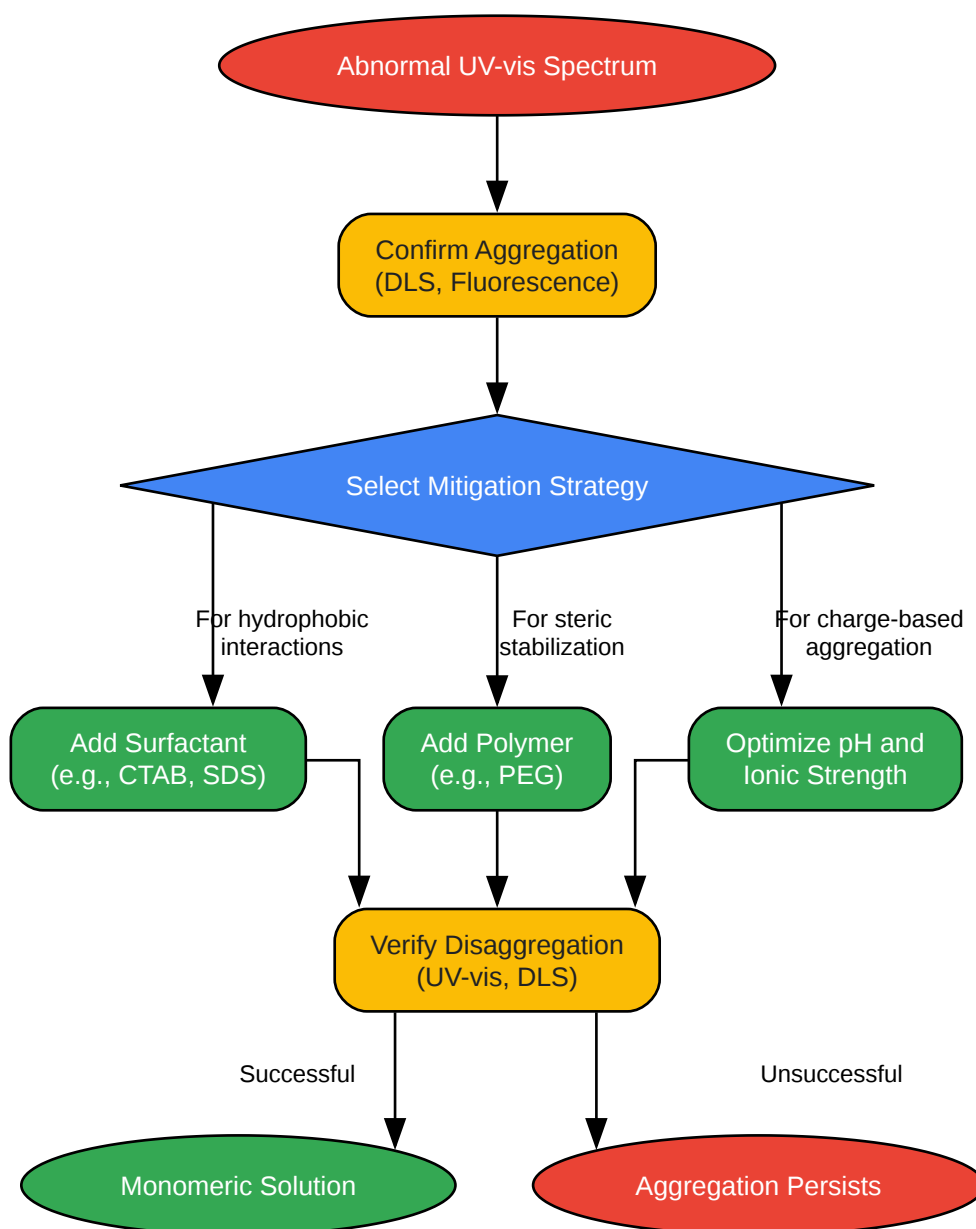 Abnormal UV-vis Spectrum
Confirm Aggregation
(DLS, Fluorescence)
Select Mitigation Strategy
For hydrophobic
interactions
For steric
stabilization
For charge-based
aggregation
Add Surfactant
(e.g., CTAB, SDS)
Add Polymer
(e.g., PEG)
Optimize pH and
Ionic Strength
Verify Disaggregation
(UV-vis, DLS)
Successful
Unsuccessful
Monomeric Solution
Aggregation Persists